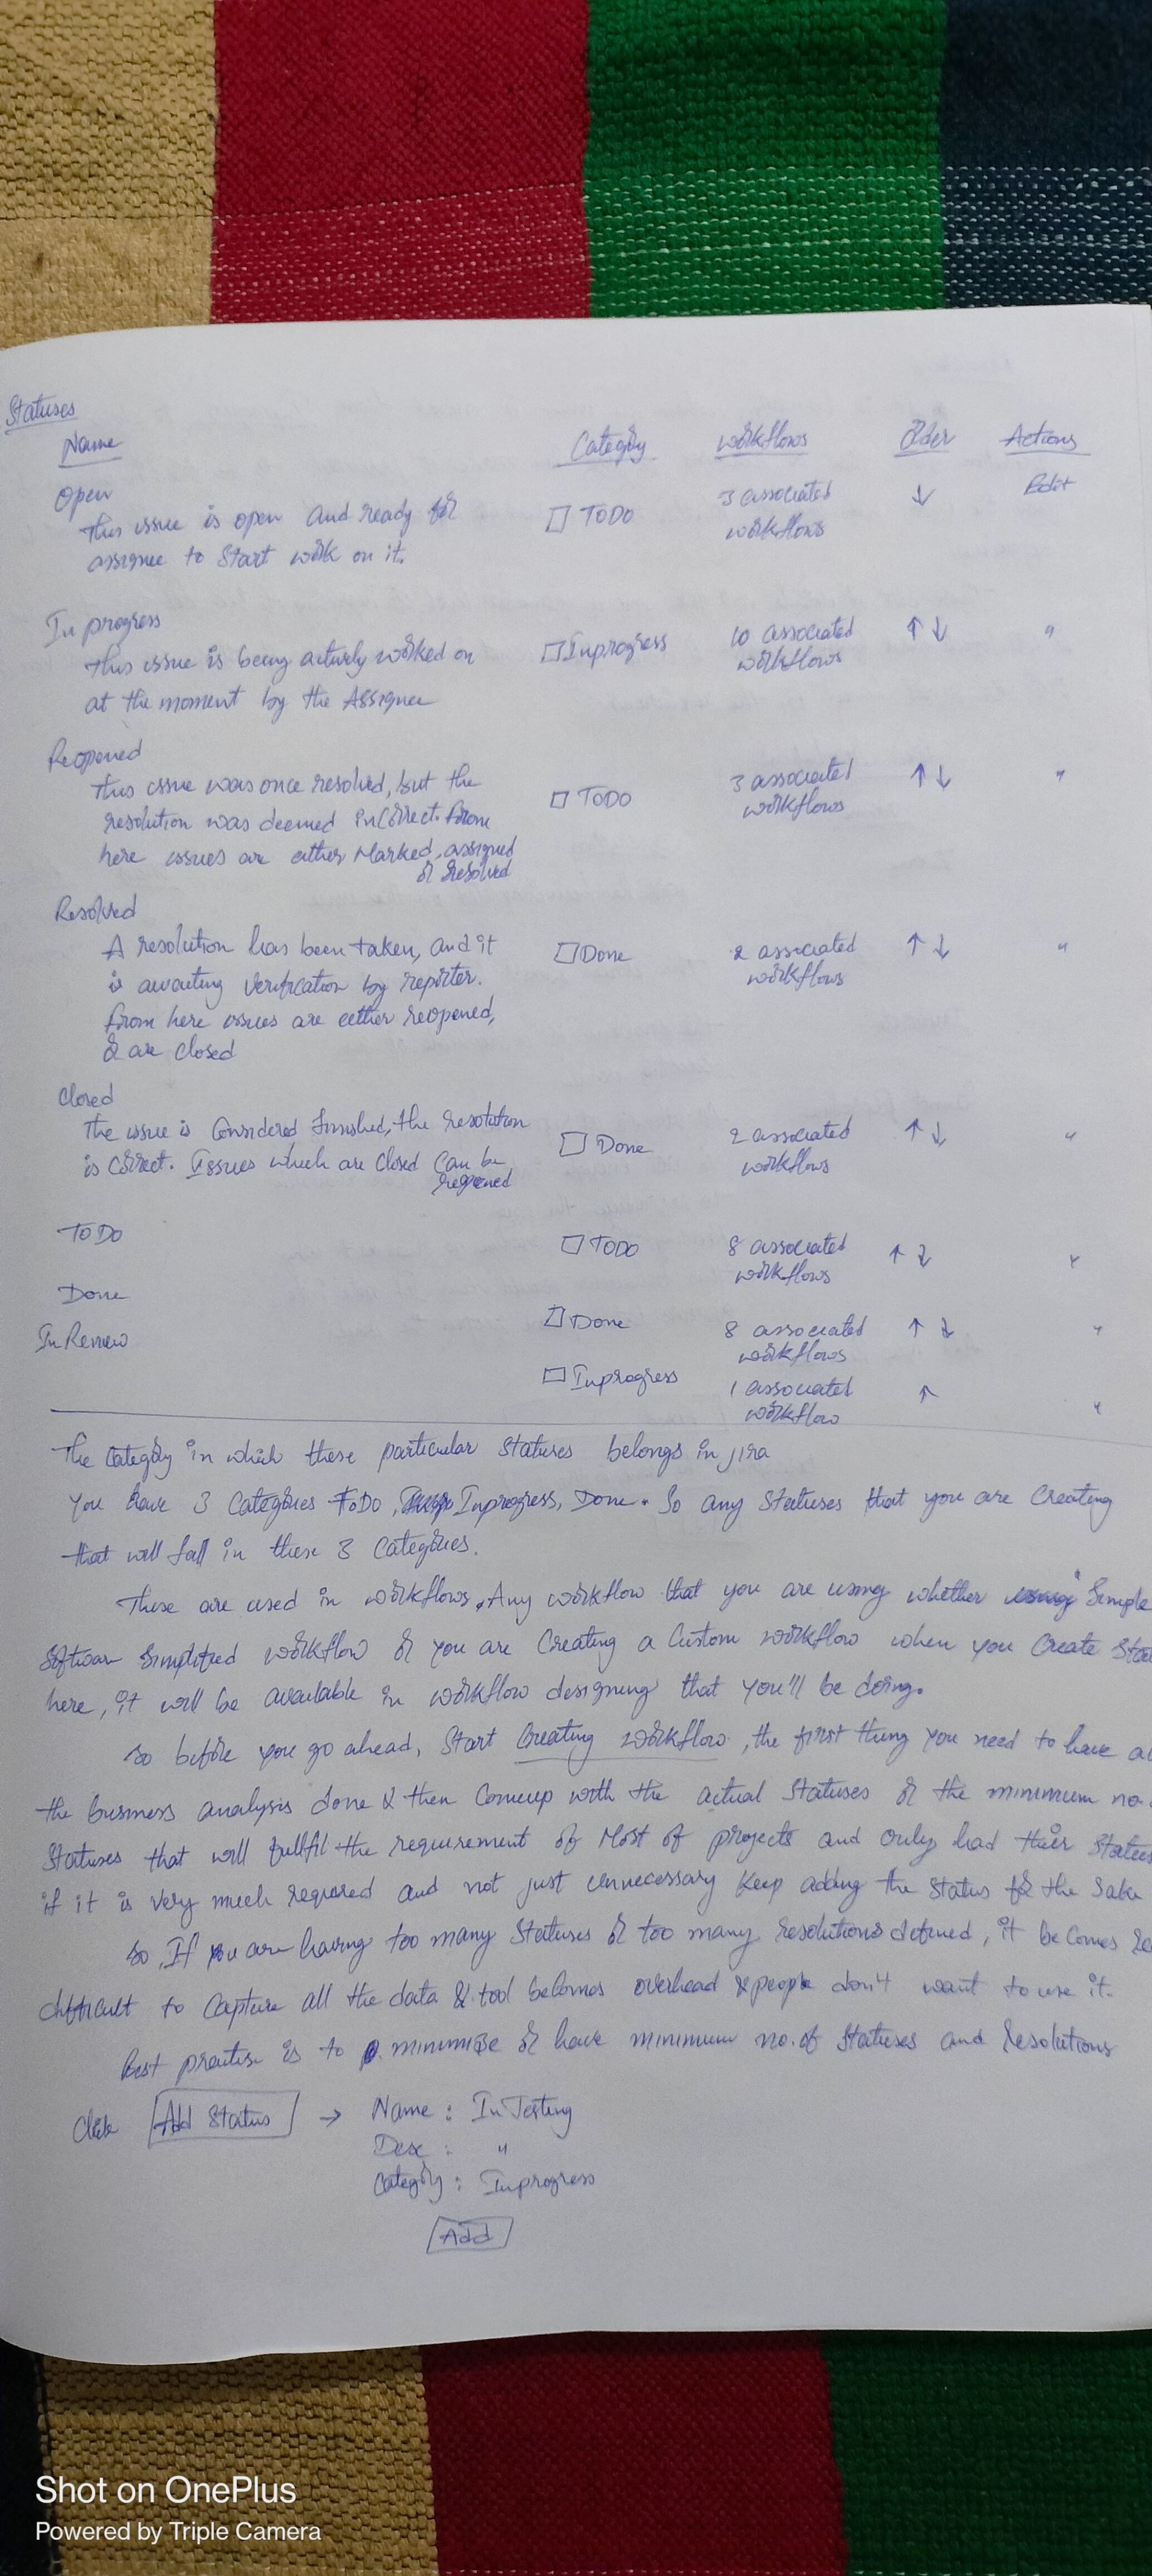 Statuses
Name Category Workflows Order Actions
Open
This issue is open and ready for assignee to start work on it. ☐ TODO 3 associated workflows ↓ Edit
In progress
This issue is being actively worked on at the moment by the Assignee ☐ Inprogress 10 associated workflows ↑ ↓ "
Reopened
This issue was once resolved, but the resolution was deemed incorrect. From here issues are either Marked, assigned or resolved ☐ TODO 3 associated workflows ↑ ↓ "
Resolved
A resolution has been taken, and it is awaiting verification by reporter. From here issues are either reopened, or are closed ☐ Done 2 associated workflows ↑ ↓ "
Closed
The issue is Considered finished, the resolution is correct. Issues which are closed can be reopened ☐ Done 2 associated workflows ↑ ↓ "
TO DO ☐ TODO 8 associated workflows ↑ ↓ "
Done ☐ Done 8 associated workflows ↑ ↓ "
In Review ☐ Inprogress 1 associated workflow ↑ "
The Category in which these particular statuses belongs in jira
You have 3 Categories ToDo, Inprogress, Done. So any statuses that you are Creating
that will fall in these 3 Categories.
These are used in workflows. Any workflow that you are using whether Simple
Software Simplified workflow or you are Creating a Custom workflow when you Create
here, it will be available in workflow designing that you'll be doing.
so before you go ahead, start Creating workflow, the first thing you need to have
the business analysis done & then Comeup with the actual statuses or the minimum no.
Statuses that will fullfil the requirement of Most of projects and only had their
if it is very much required and not just unnecessary keep adding the status for the sake
so, If you are having too many statuses or too many resolutions defined, it becomes
difficult to capture all the data & tool becomes overhead & people don't want to use it.
Best practise is to minimise or have minimum no. of statuses and resolutions
Click Add Status → Name : In Testing
Desc : "
Category : Inprogress
Add
Shot on OnePlus
Powered by Triple Camera